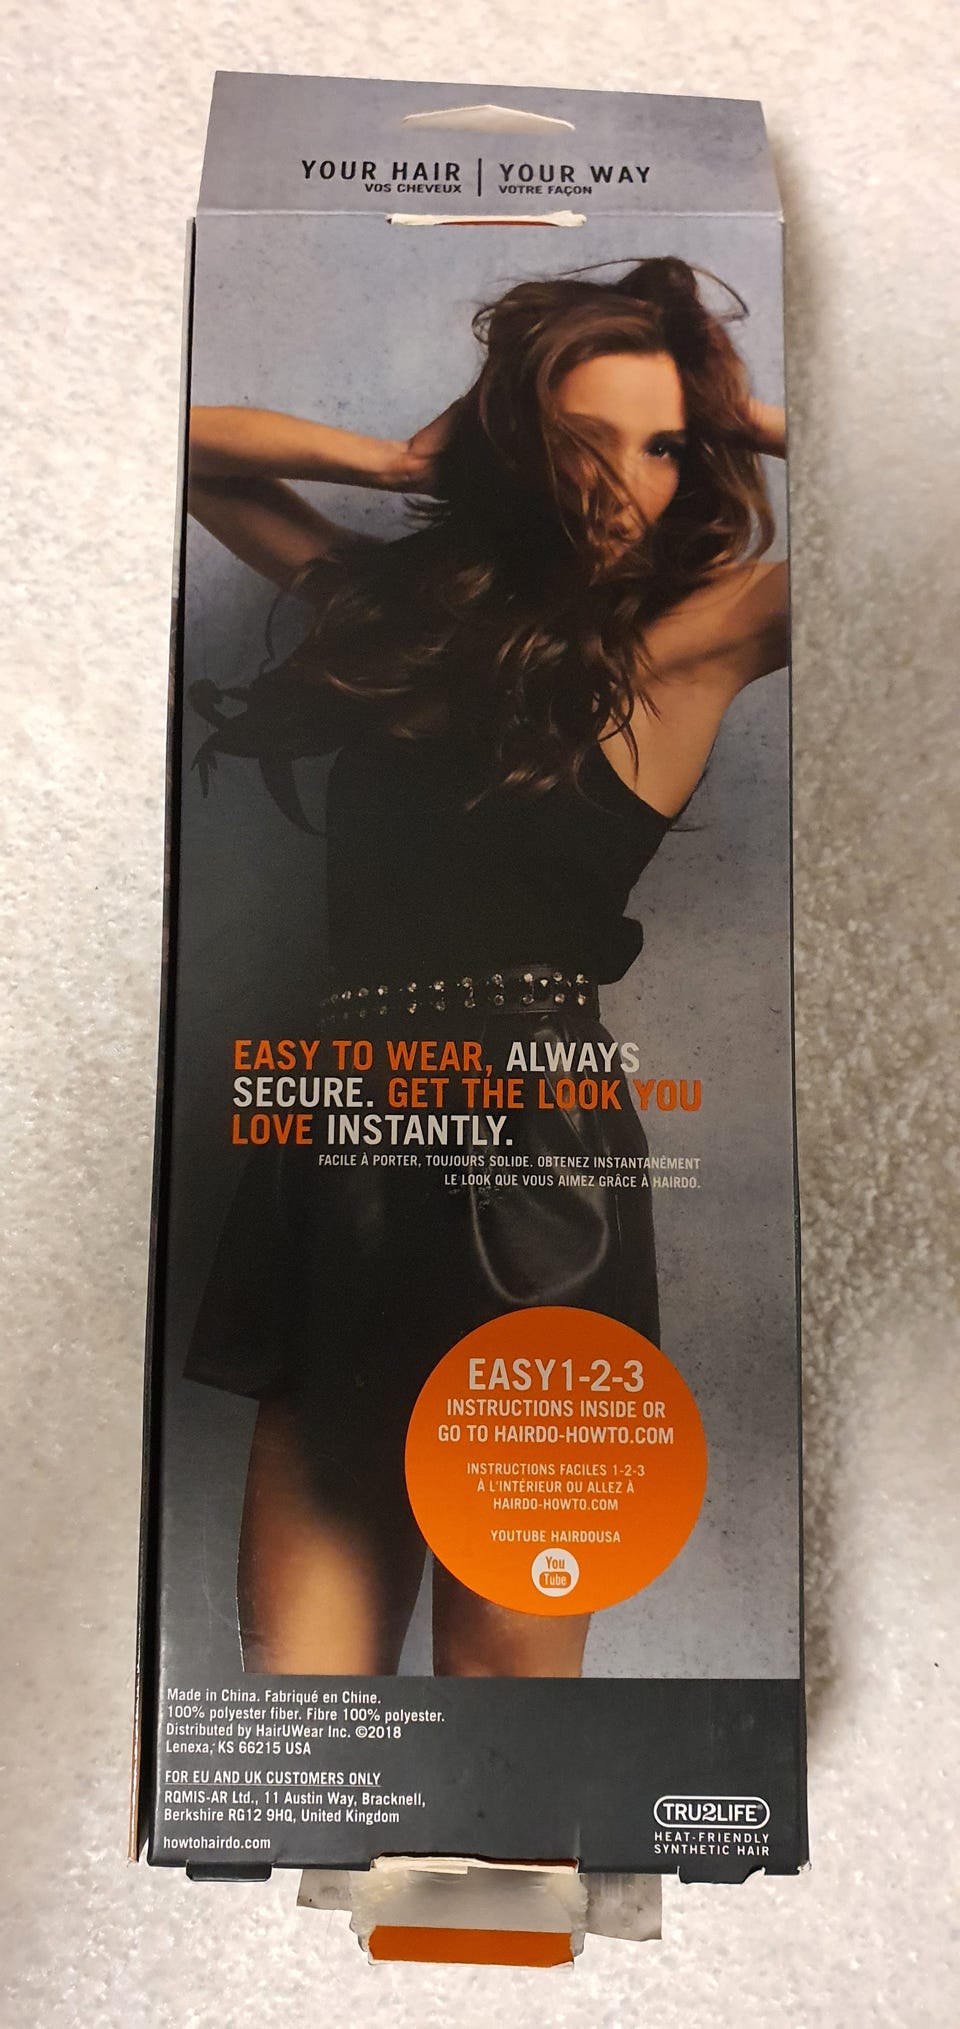 YOUR HAIR | YOUR WAY
VOS CHEVEUX VOTRE FAÇON
EASY TO WEAR, ALWAYS
SECURE. GET THE LOOK YOU
LOVE INSTANTLY.
FACILE À PORTER, TOUJOURS SOLIDE. OBTENEZ INSTANTANÉMENT
LE LOOK QUE VOUS AIMEZ GRÂCE À HAIRDO.
EASY 1-2-3
INSTRUCTIONS INSIDE OR
GO TO HAIRDO-HOWTO.COM
INSTRUCTIONS FACILES 1-2-3
À L'INTÉRIEUR OU ALLEZ À
HAIRDO-HOWTO.COM
YOUTUBE HAIRDOUSA
You
Tube
Made in China. Fabriqué en Chine.
100% polyester fiber. Fibre 100% polyester.
Distributed by HairUWear Inc. ©2018
Lenexa, KS 66215 USA
FOR EU AND UK CUSTOMERS ONLY
RQMIS-AR Ltd., 11 Austin Way, Bracknell,
Berkshire RG12 9HQ, United Kingdom
howtohairdo.com
TRU2LIFE®
HEAT-FRIENDLY
SYNTHETIC HAIR